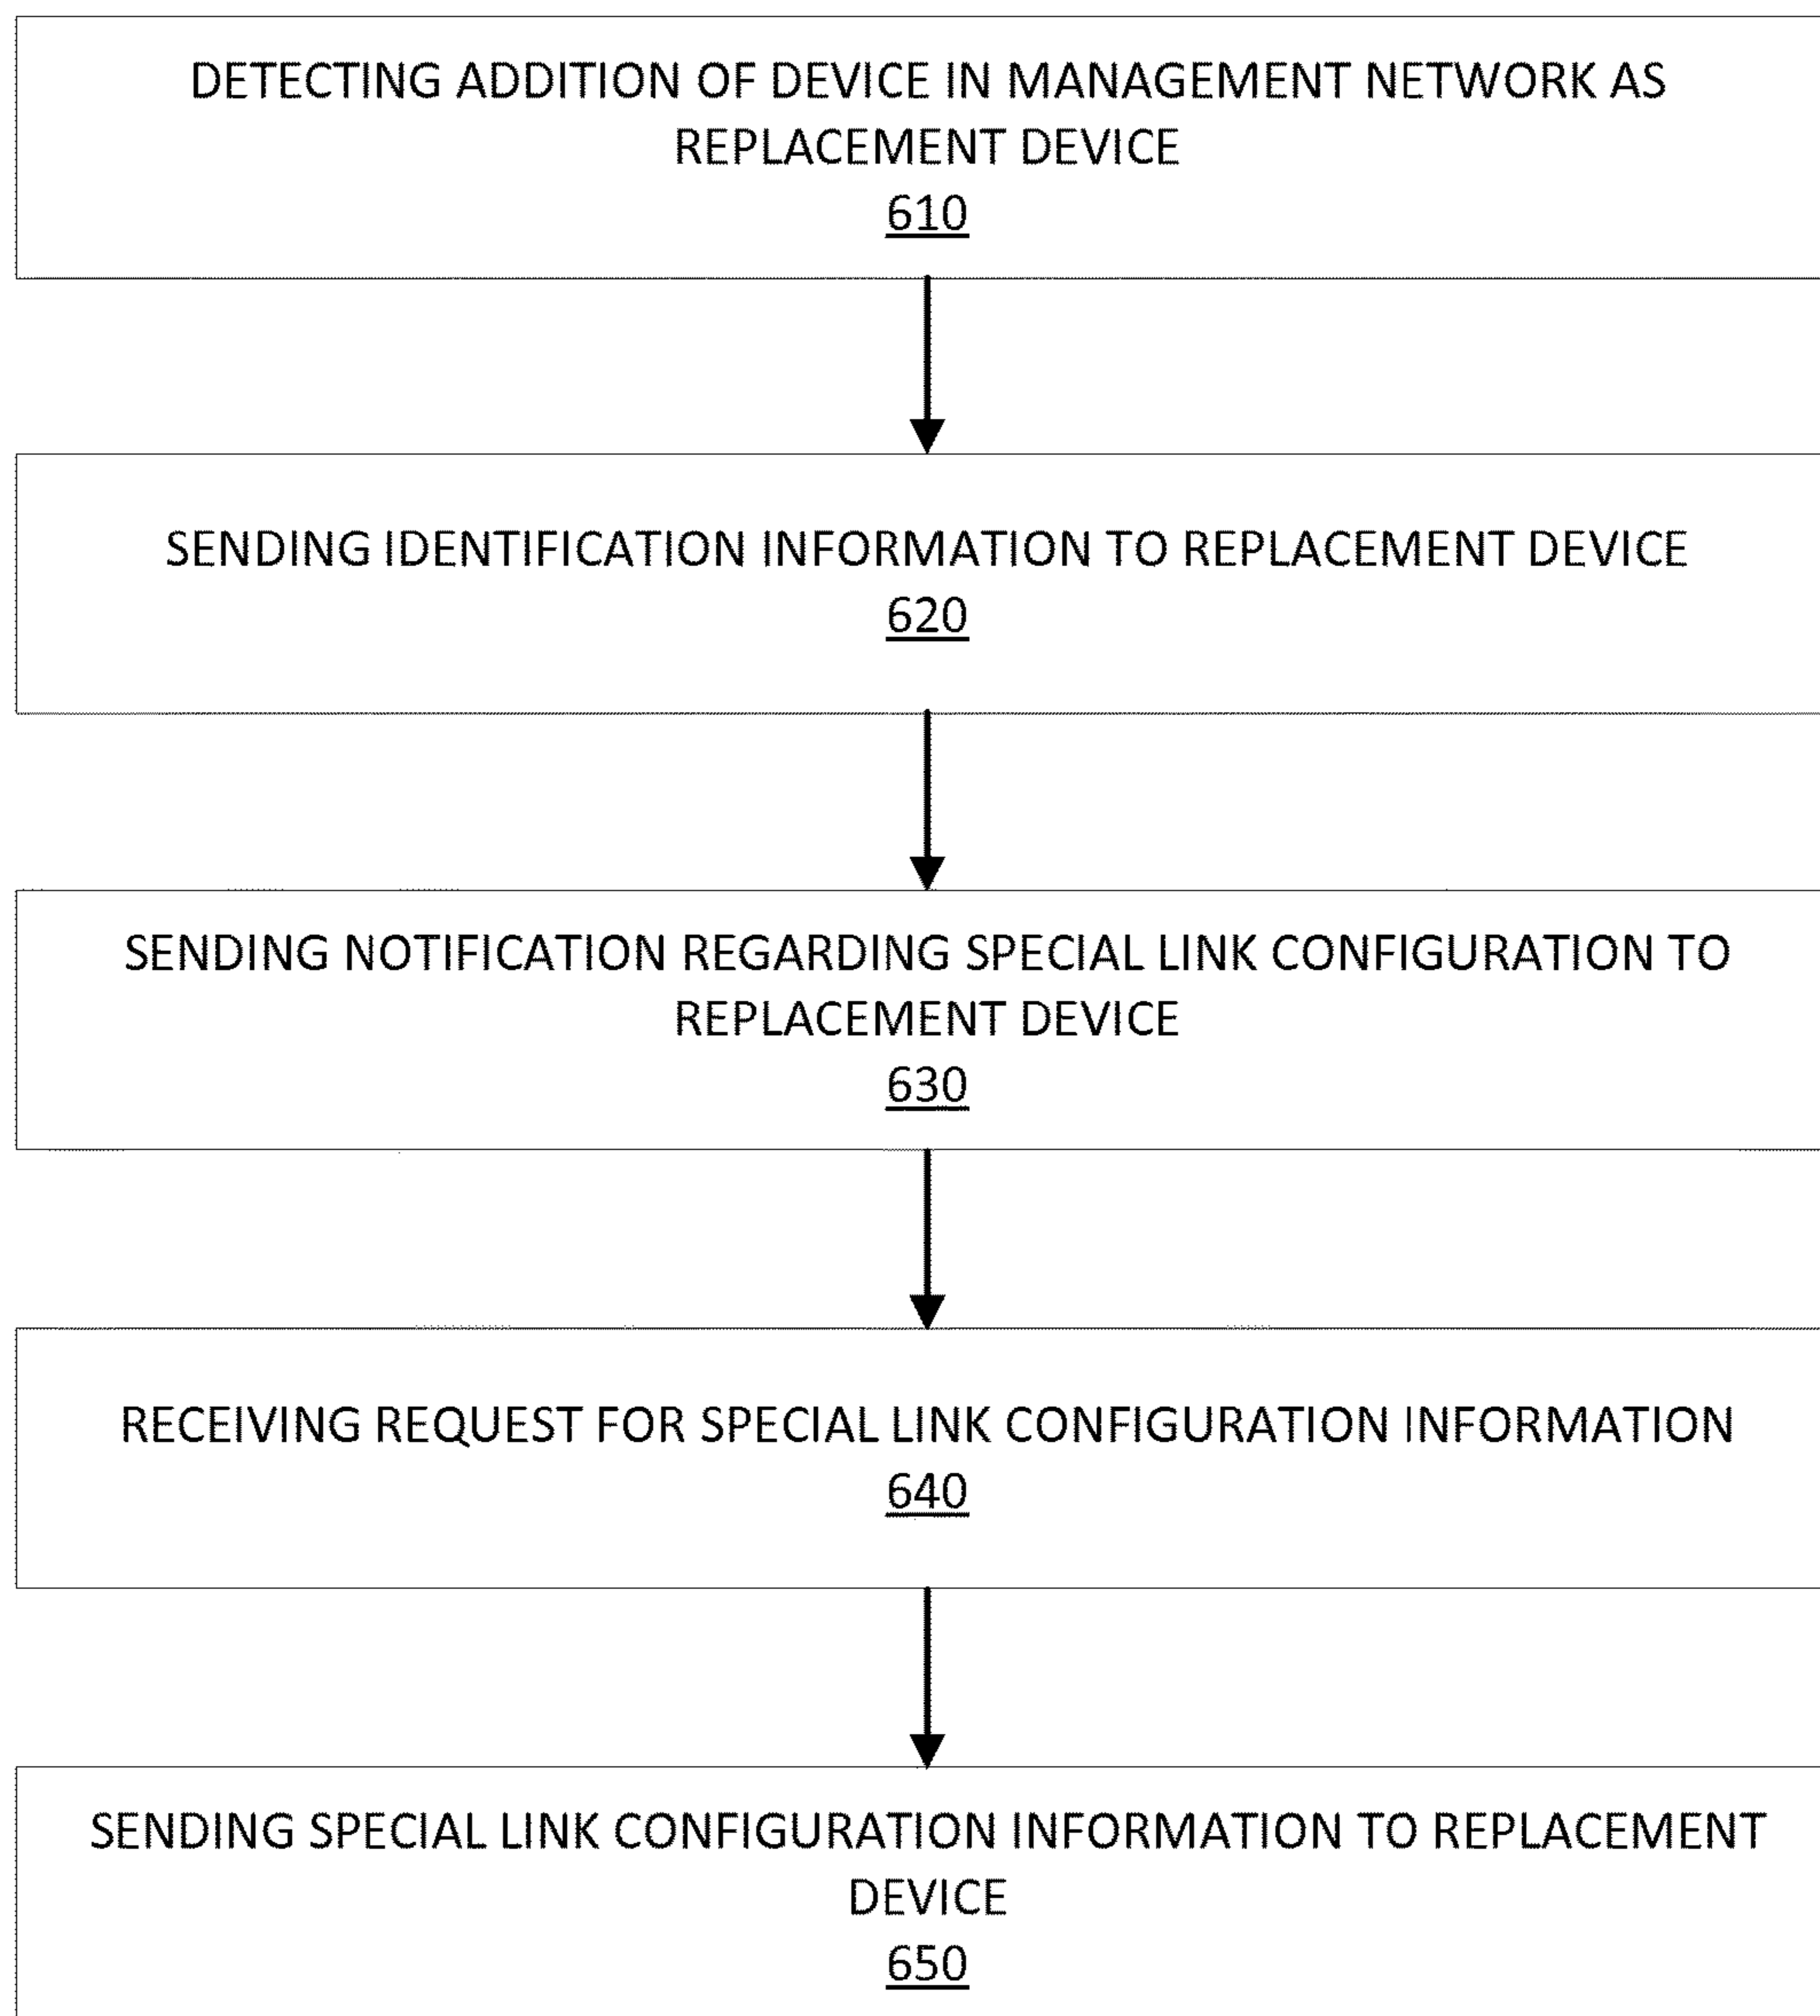 DETECTING ADDITION OF DEVICE IN MANAGEMENT NETWORK AS
REPLACEMENT DEVICE
610
SENDING IDENTIFICATION INFORMATION TO REPLACEMENT DEVICE
620
SENDING NOTIFICATION REGARDING SPECIAL LINK CONFIGURATION TO
REPLACEMENT DEVICE
630
RECEIVING REQUEST FOR SPECIAL LINK CONFIGURATION INFORMATION
640
SENDING SPECIAL LINK CONFIGURATION INFORMATION TO REPLACEMENT
DEVICE
650